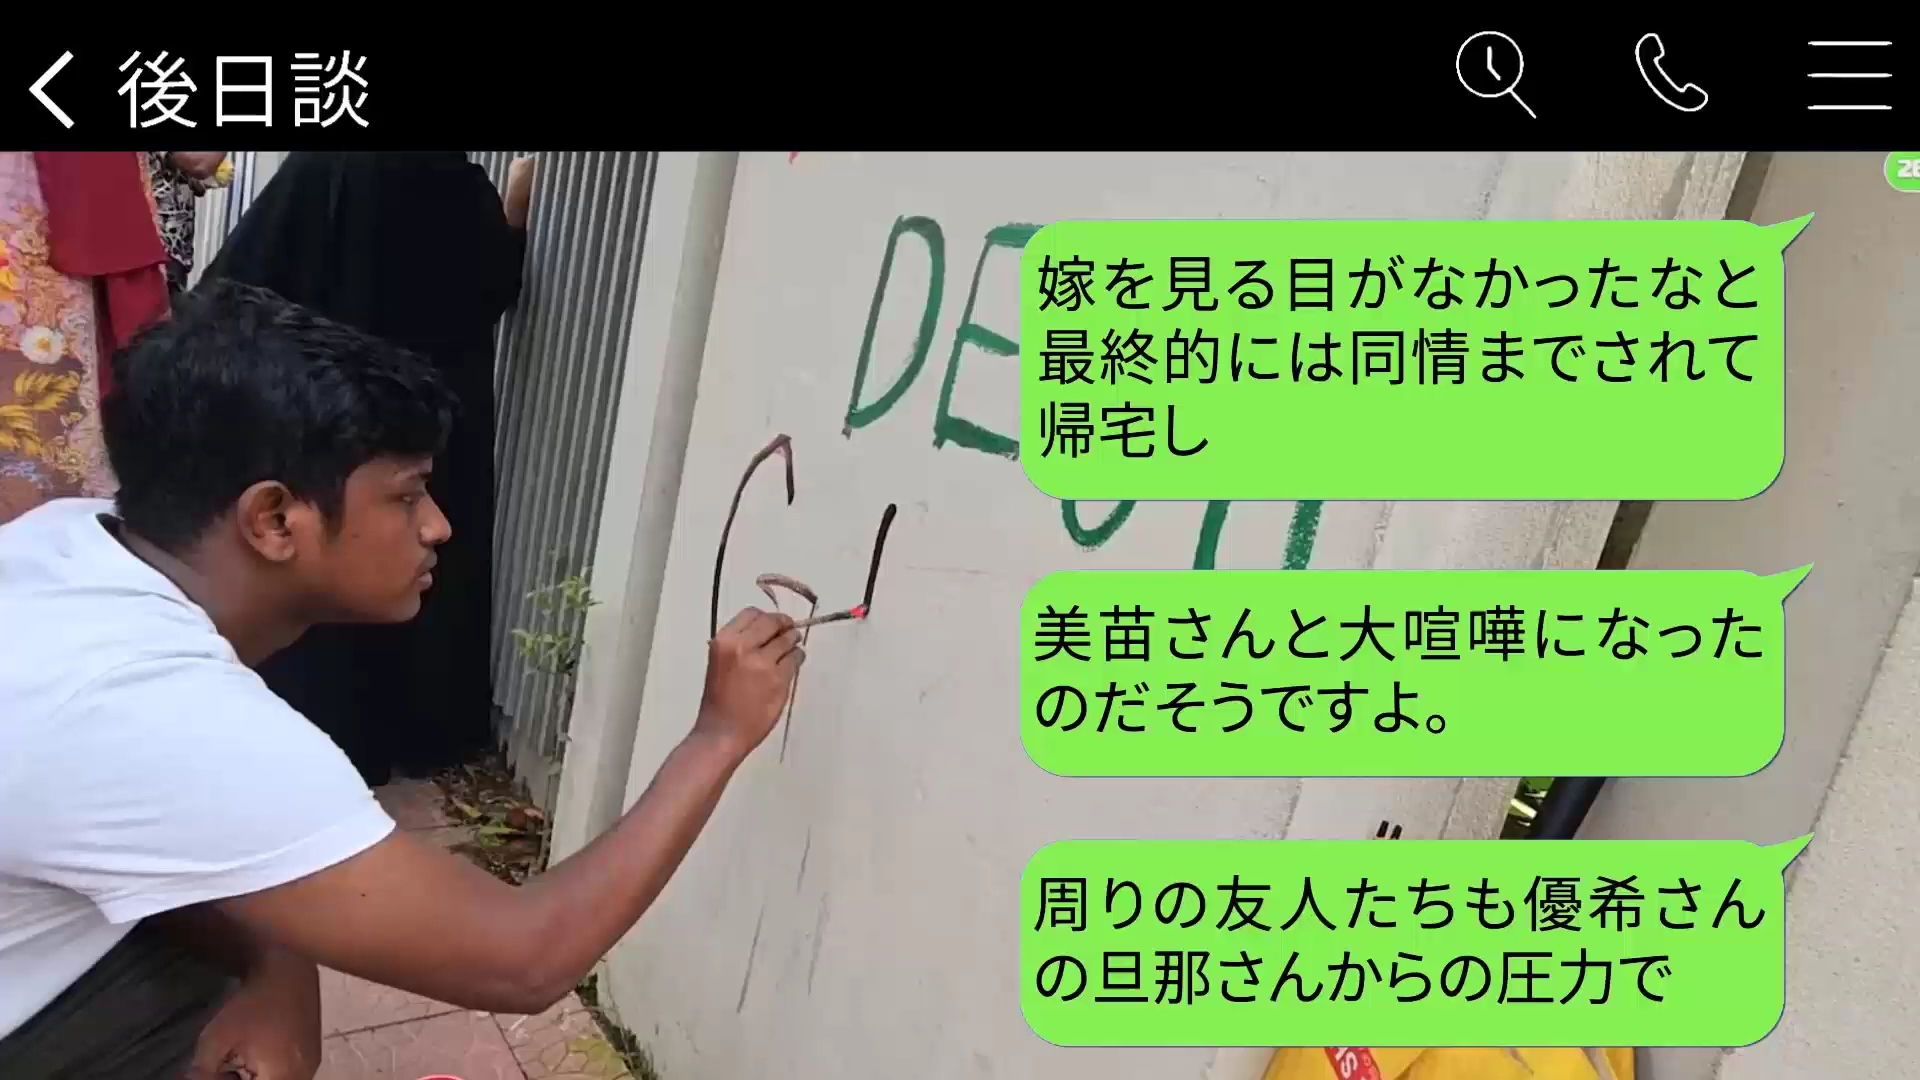 後日談
嫁を見る目がなかったなと
最終的には同情までされて
帰宅し
美苗さんと大喧嘩になった
のだそうですよ。
周りの友人たちも優希さん
の旦那さんからの圧力で
DE